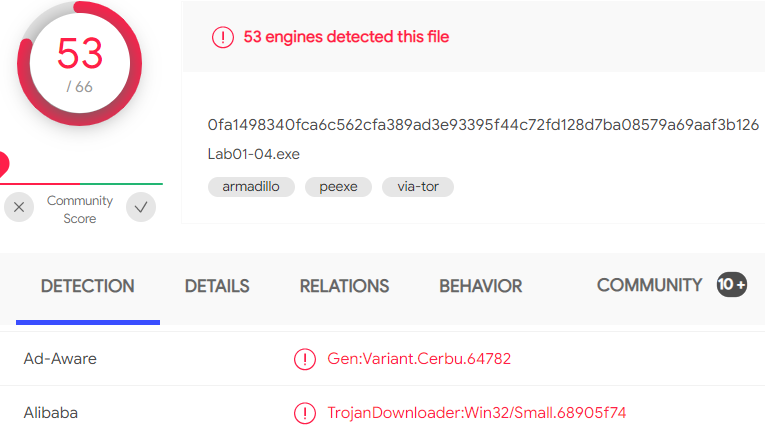 53
/ 66
53 engines detected this file
0fa1498340fca6c562cfa389ad3e93395f44c72fd128d7ba08579a69aaf3b126
Lab01-04.exe
armadillo peexe via-tor
Community
Score
DETECTION DETAILS RELATIONS BEHAVIOR COMMUNITY 10 +
Ad-Aware Gen:Variant.Cerbu.64782
Alibaba TrojanDownloader:Win32/Small.68905f74